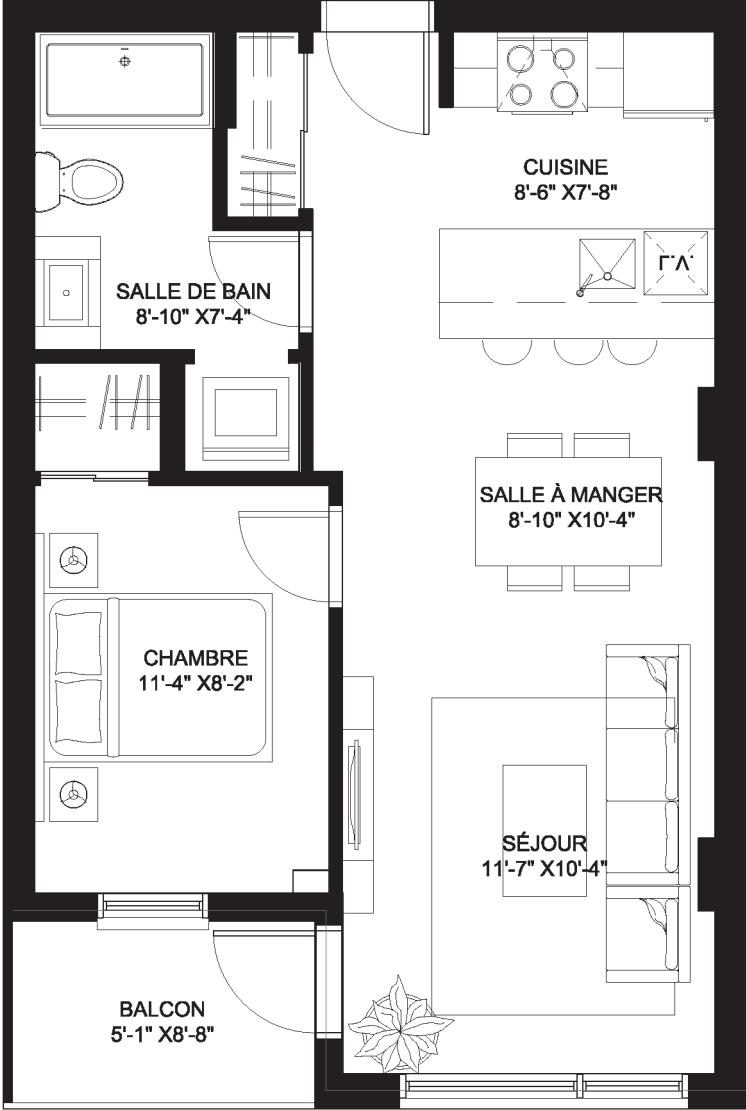 CUISINE
8'-6" X7'-8"
L.V.
SALLE DE BAIN
8'-10" X7'-4"
SALLE À MANGER
8'-10" X10'-4"
CHAMBRE
11'-4" X8'-2"
SÉJOUR
11'-7" X10'-4"
BALCON
5'-1" X8'-8"